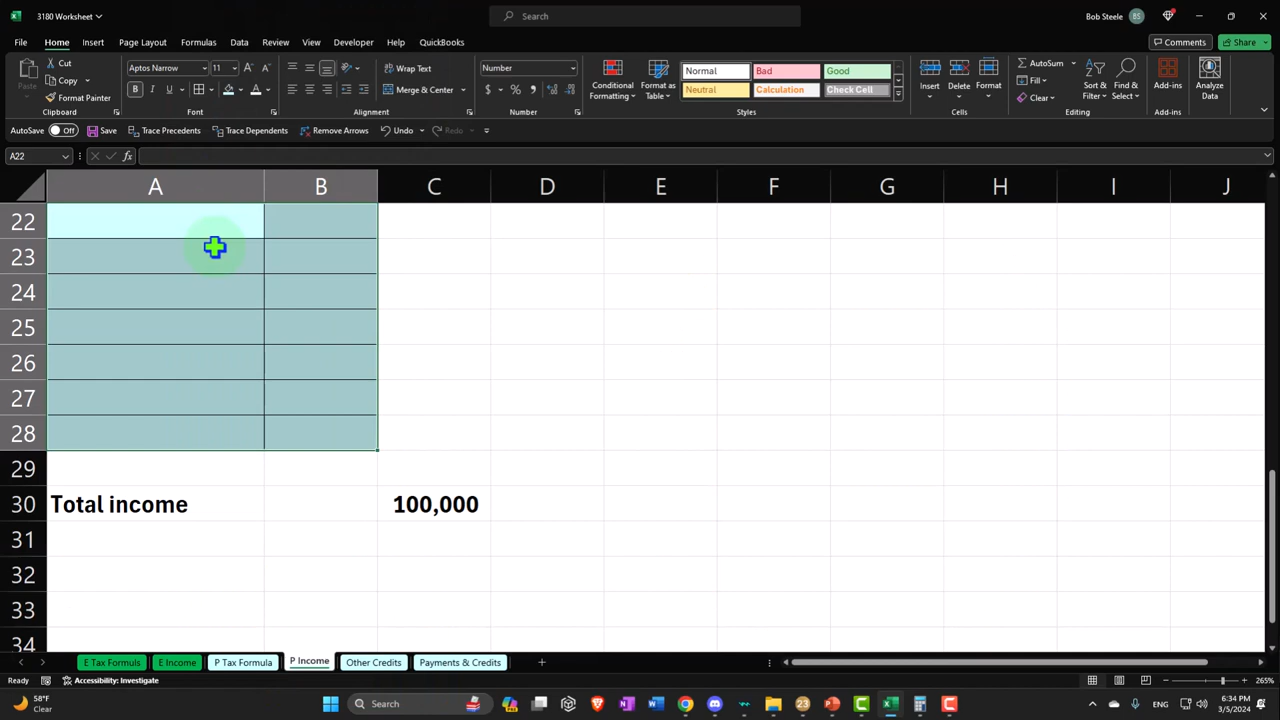 3180 Worksheet
Search
Bob Steele
BS
File
Home
Insert
Page Layout
Formulas
Data
Review
View
Developer
Help
QuickBooks
Comments
Share
Paste
Cut
Copy
Format Painter
Clipboard
Aptos Narrow
11
Font
Wrap Text
Merge & Center
Alignment
Number
Number
Conditional
Formatting
Format as
Table
Normal
Bad
Good
Neutral
Calculation
Check Cell
Styles
Insert
Delete
Format
Cells
AutoSum
Fill
Clear
Sort &
Filter
Find &
Select
Editing
Add-ins
Add-ins
Analyze
Data
AutoSave
Off
Save
Trace Precedents
Trace Dependents
Remove Arrows
Undo
Redo
A22
fx
A B C D E F G H I J
22
23
24
25
26
27
28
29
30 Total income 100,000
31
32
33
34
E Tax Formuls
E Income
P Tax Formula
P Income
Other Credits
Payments & Credits
Ready
Accessibility: Investigate
265%
58°F
Clear
Search
23
ENG
6:34 PM
3/5/2024